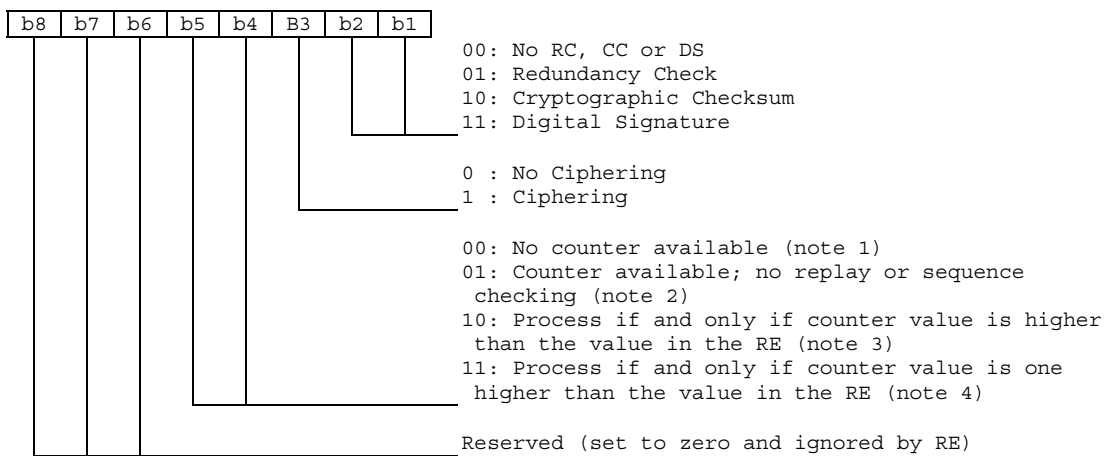 b8 b7 b6 b5 b4 B3 b2 b1
00: No RC, CC or DS
01: Redundancy Check
10: Cryptographic Checksum
11: Digital Signature
0 : No Ciphering
1 : Ciphering
00: No counter available (note 1)
01: Counter available; no replay or sequence
checking (note 2)
10: Process if and only if counter value is higher
than the value in the RE (note 3)
11: Process if and only if counter value is one
higher than the value in the RE (note 4)
Reserved (set to zero and ignored by RE)